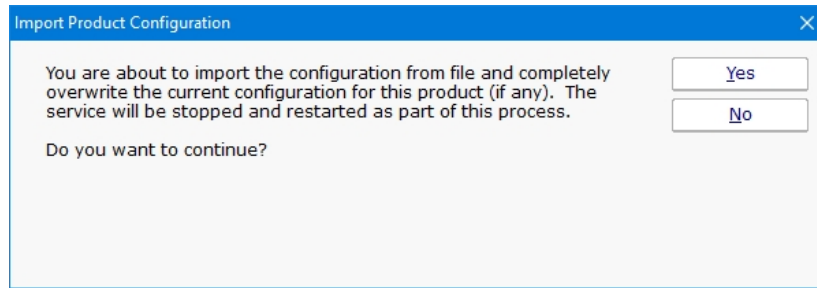 Import Product Configuration
You are about to import the configuration from file and completely
overwrite the current configuration for this product (if any).  The
service will be stopped and restarted as part of this process.
Do you want to continue?
Yes
No